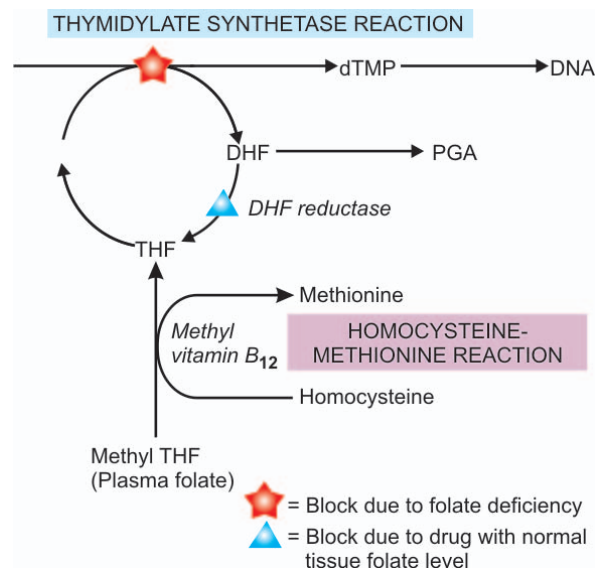 THYMIDYLATE SYNTHETASE REACTION
dTMP
DNA
DHF
PGA
DHF reductase
THF
Methionine
Methyl
vitamin B12
HOMOCYSTEINE-
METHIONINE REACTION
Homocysteine
Methyl THF
(Plasma folate)
= Block due to folate deficiency
= Block due to drug with normal
tissue folate level